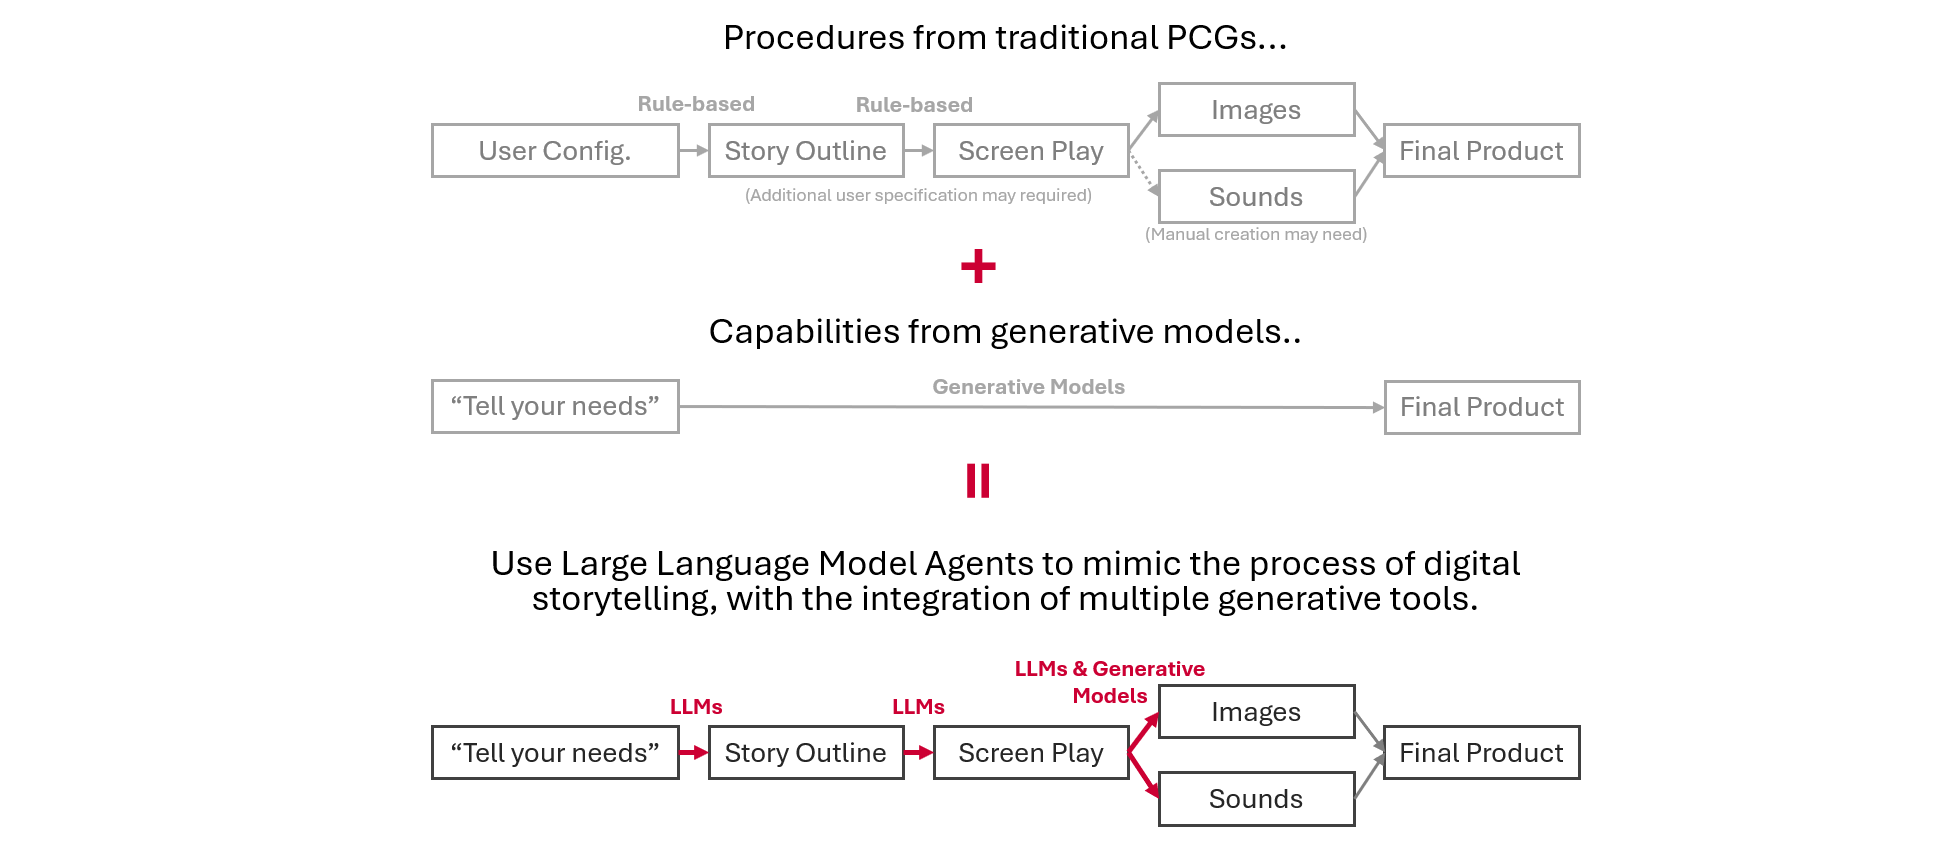 Procedures from traditional PCGs...
Rule-based
Rule-based
User Config.
Story Outline
Screen Play
Images
Sounds
Final Product
(Additional user specification may required)
(Manual creation may need)
+
Capabilities from generative models..
Generative Models
“Tell your needs”
Final Product
=
Use Large Language Model Agents to mimic the process of digital
storytelling, with the integration of multiple generative tools.
LLMs & Generative
Models
LLMs
LLMs
“Tell your needs”
Story Outline
Screen Play
Images
Sounds
Final Product